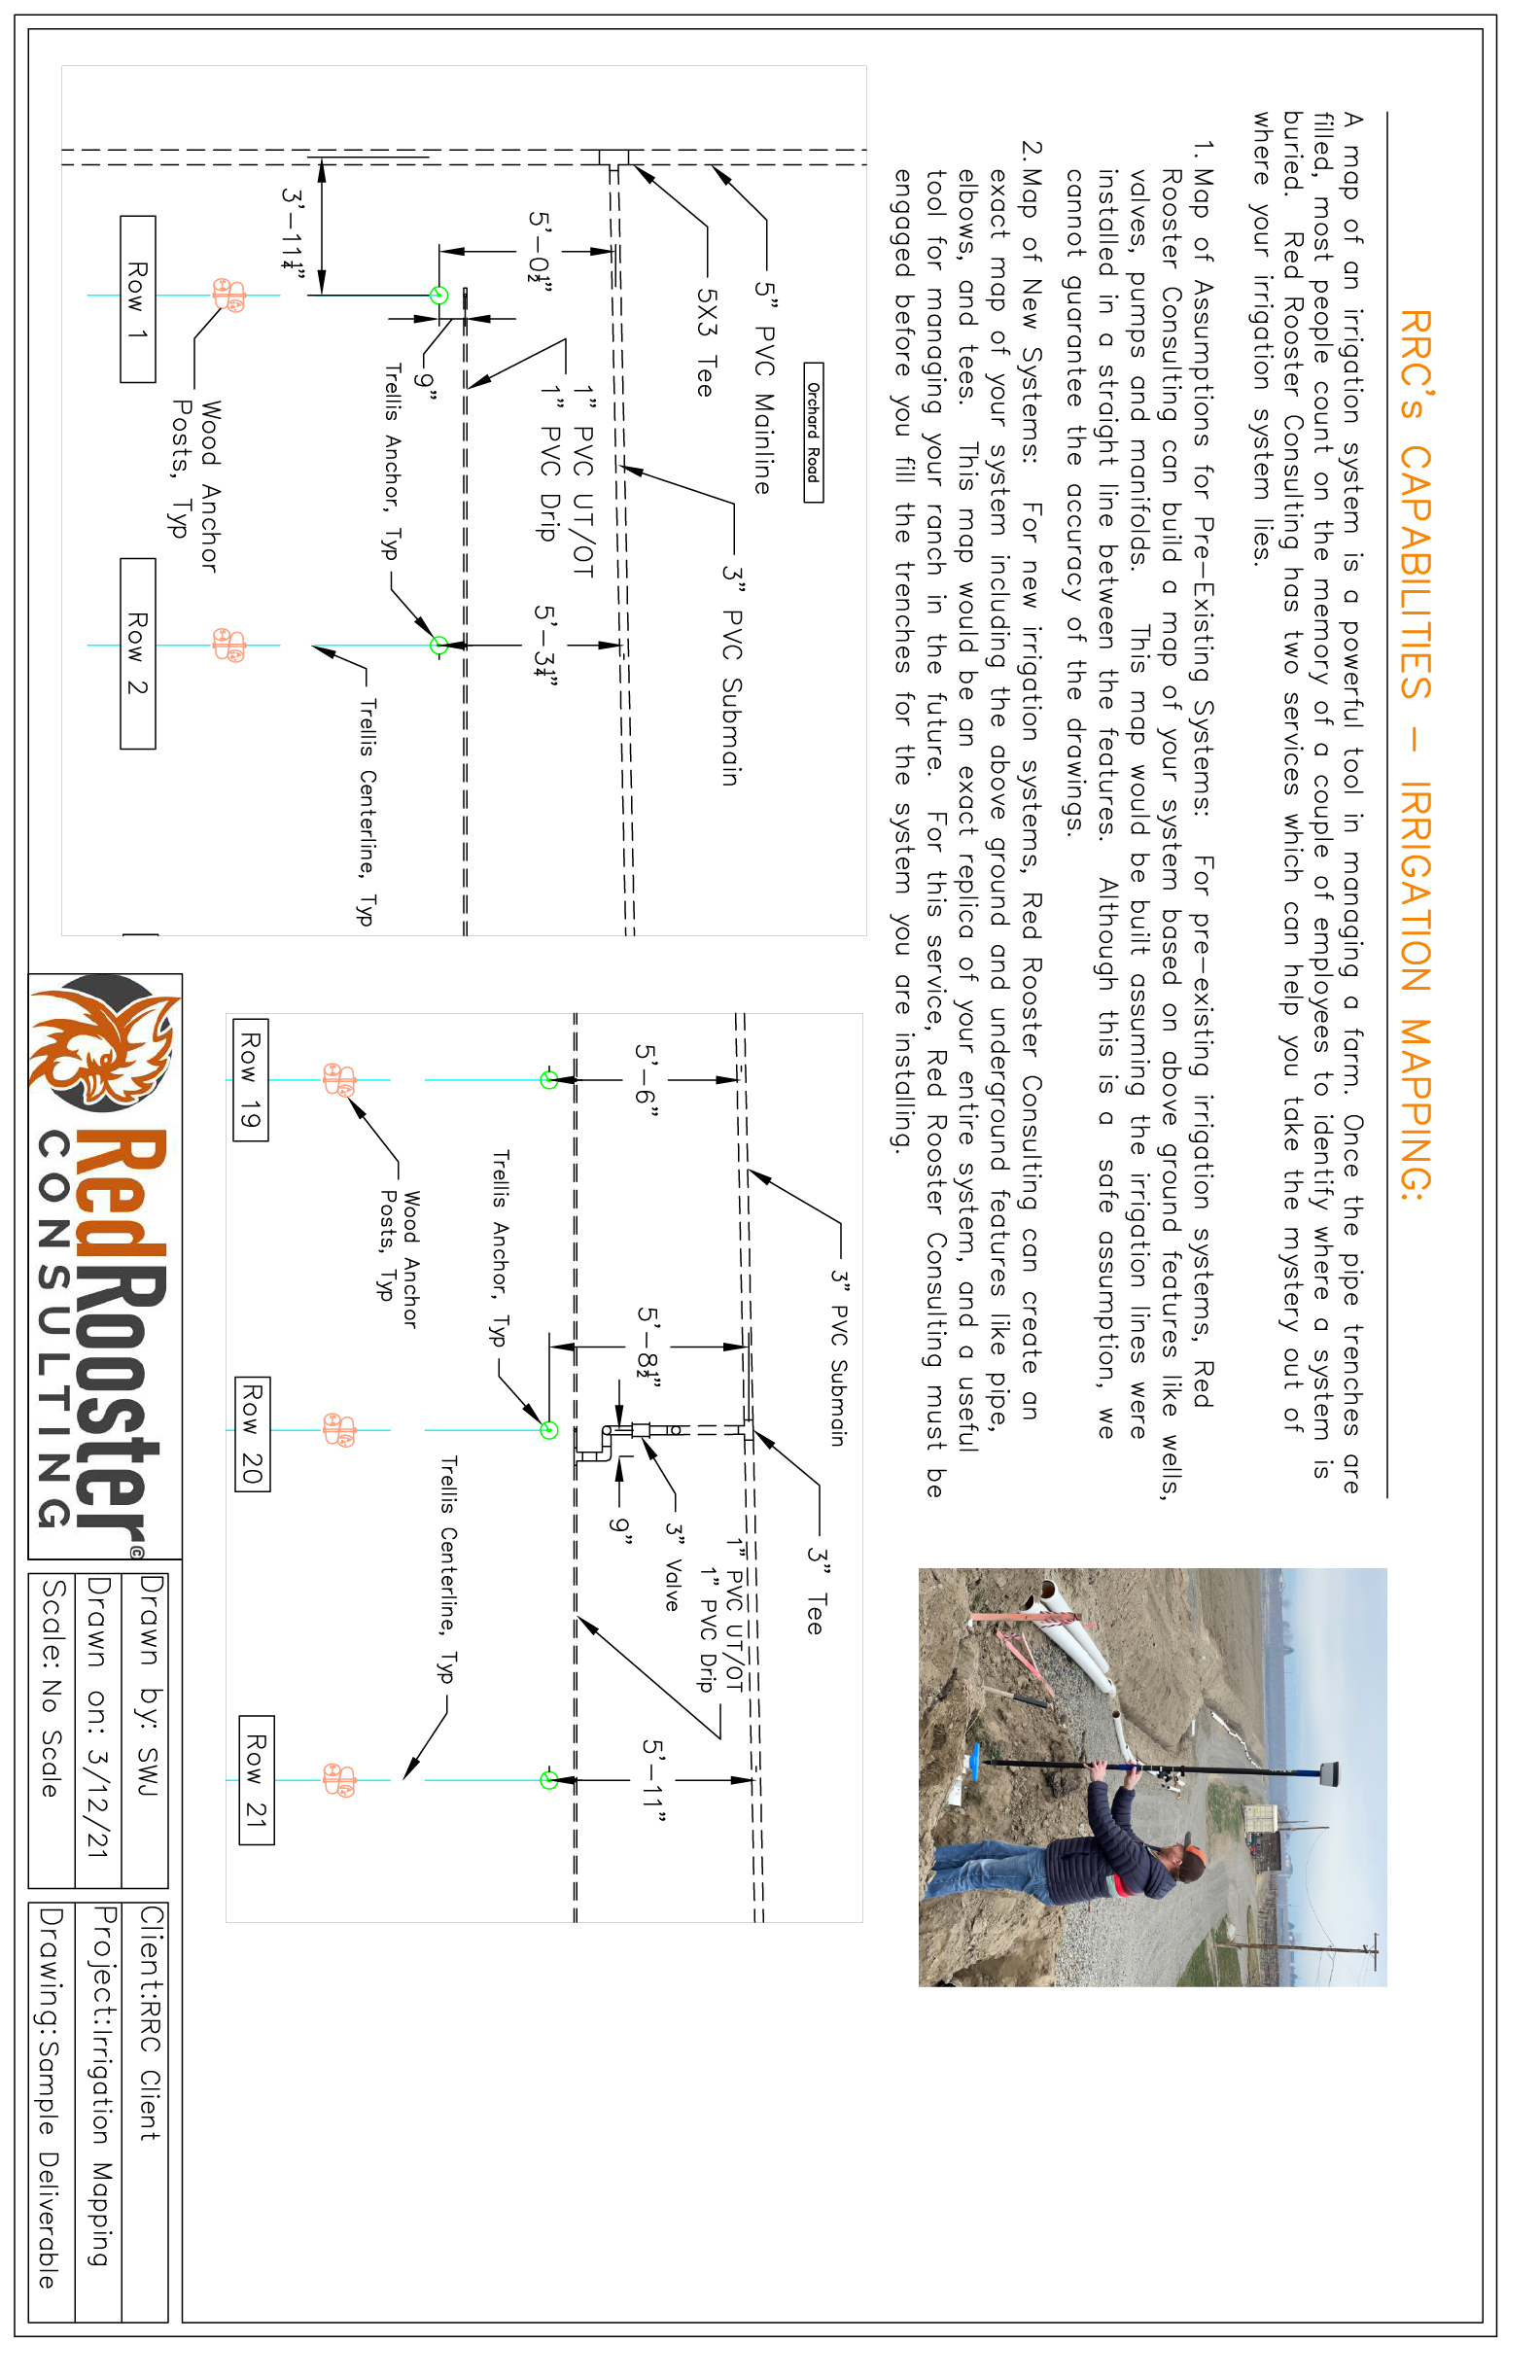 RRC's CAPABILITIES – IRRIGATION MAPPING:
A map of an irrigation system is a powerful tool in managing a farm. Once the pipe trenches are
filled, most people count on the memory of a couple of employees to identify where a system is
buried. Red Rooster Consulting has two services which can help you take the mystery out of
where your irrigation system lies.
1. Map of Assumptions for Pre-Existing Systems: For pre-existing irrigation systems, Red
Rooster Consulting can build a map of your system based on above ground features like wells,
valves, pumps and manifolds. This map would be built assuming the irrigation lines were
installed in a straight line between the features. Although this is a safe assumption, we
cannot guarantee the accuracy of the drawings.
2. Map of New Systems: For new irrigation systems, Red Rooster Consulting can create an
exact map of your system including the above ground and underground features like pipe,
elbows, and tees. This map would be an exact replica of your entire system, and a useful
tool for managing your ranch in the future. For this service, Red Rooster Consulting must be
engaged before you fill the trenches for the system you are installing.
Orchard Road
5" PVC Mainline
3" PVC Submain
5X3 Tee
1" PVC UT/OT
1" PVC Drip
5'-0½"
5'-3¼"
9"
Trellis Anchor, Typ
Trellis Centerline, Typ
3'-11¼"
Wood Anchor
Posts, Typ
Row 1
Row 2
3" PVC Submain
3" Tee
1" PVC UT/OT
1" PVC Drip
3" Valve
5'-6"
5'-8½"
5'-11"
9"
Trellis Anchor, Typ
Trellis Centerline, Typ
Wood Anchor
Posts, Typ
Row 19
Row 20
Row 21
RedRooster©
CONSULTING
Drawn by: SWJ
Drawn on: 3/12/21
Scale: No Scale
Client:RRC Client
Project:Irrigation Mapping
Drawing:Sample Deliverable